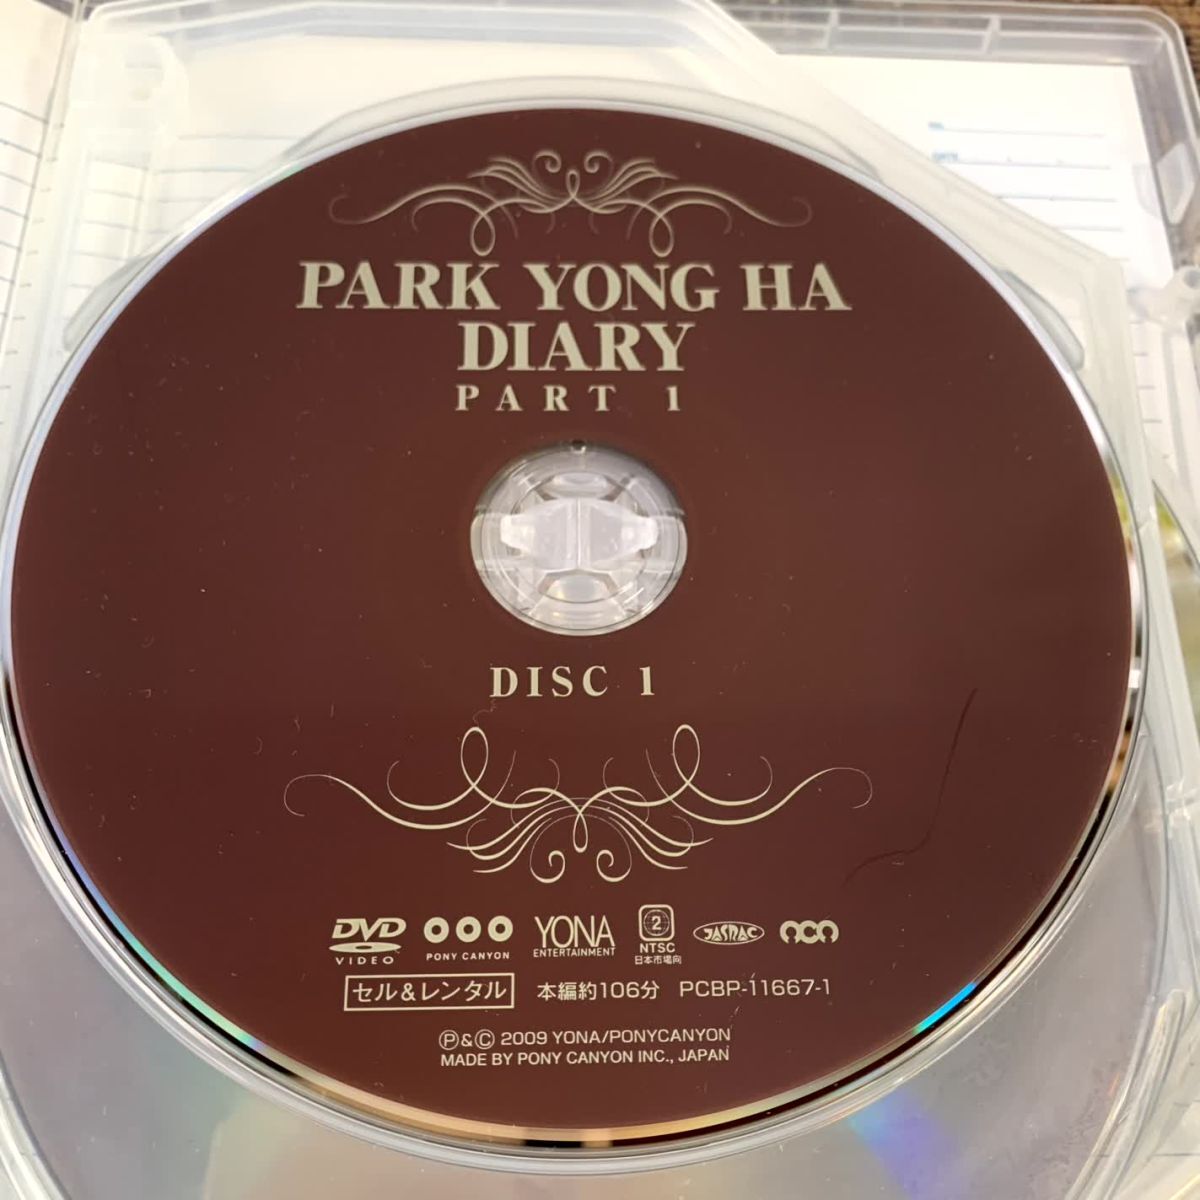 PARK YONG HA
DIARY
PART 1
DISC 1
DVD
VIDEO
PONY CANYON
YONA
ENTERTAINMENT
2
NTSC
日本市場向
JASRAC
セル&レンタル 本編約106分 PCBP-11667-1
Ⓟ&Ⓒ 2009 YONA/PONYCANYON
MADE BY PONY CANYON INC., JAPAN